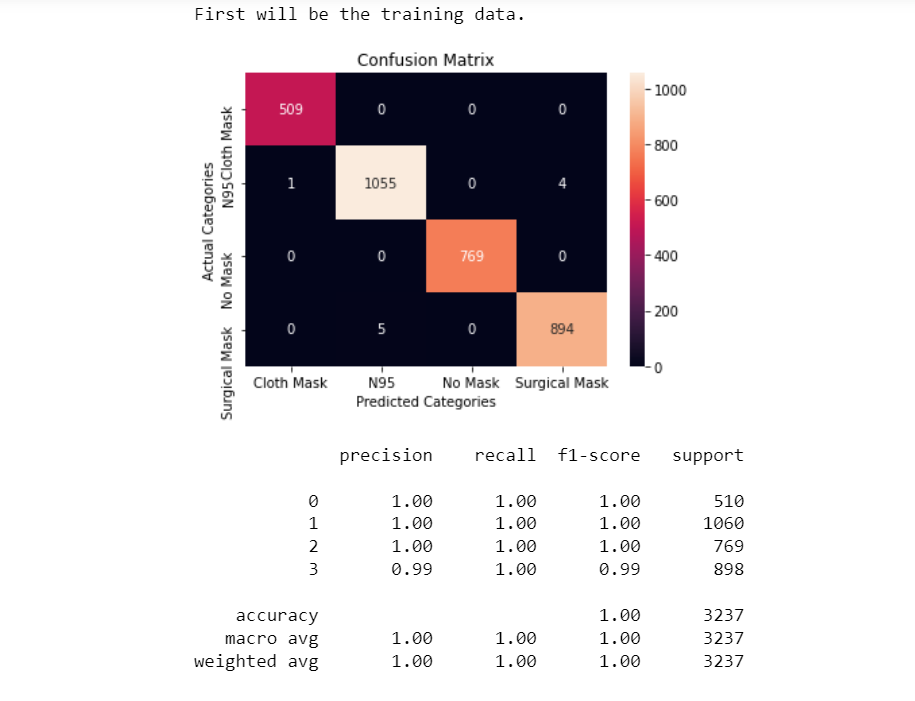 First will be the training data.
Confusion Matrix
Actual Categories
Cloth Mask 509 0 0 0
N95 1 1055 0 4
No Mask 0 0 769 0
Surgical Mask 0 5 0 894
Cloth Mask N95 No Mask Surgical Mask
Predicted Categories
1000
800
600
400
200
0
precision recall f1-score support
0 1.00 1.00 1.00 510
1 1.00 1.00 1.00 1060
2 1.00 1.00 1.00 769
3 0.99 1.00 0.99 898
accuracy 1.00 3237
macro avg 1.00 1.00 1.00 3237
weighted avg 1.00 1.00 1.00 3237